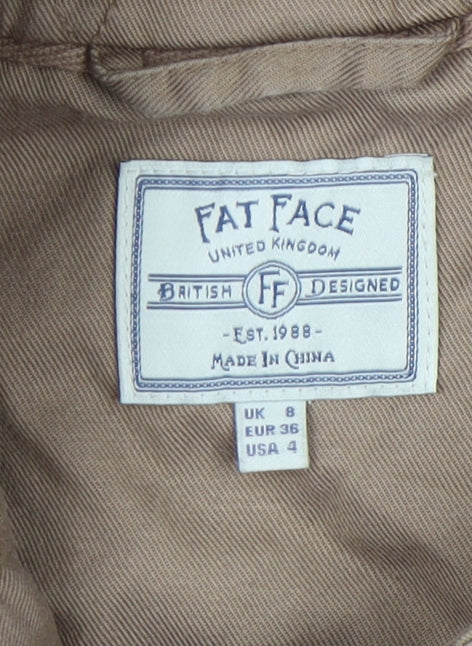 FAT FACE
UNITED KINGDOM
BRITISH FF DESIGNED
- EST. 1988 -
MADE IN CHINA
UK 8
EUR 36
USA 4